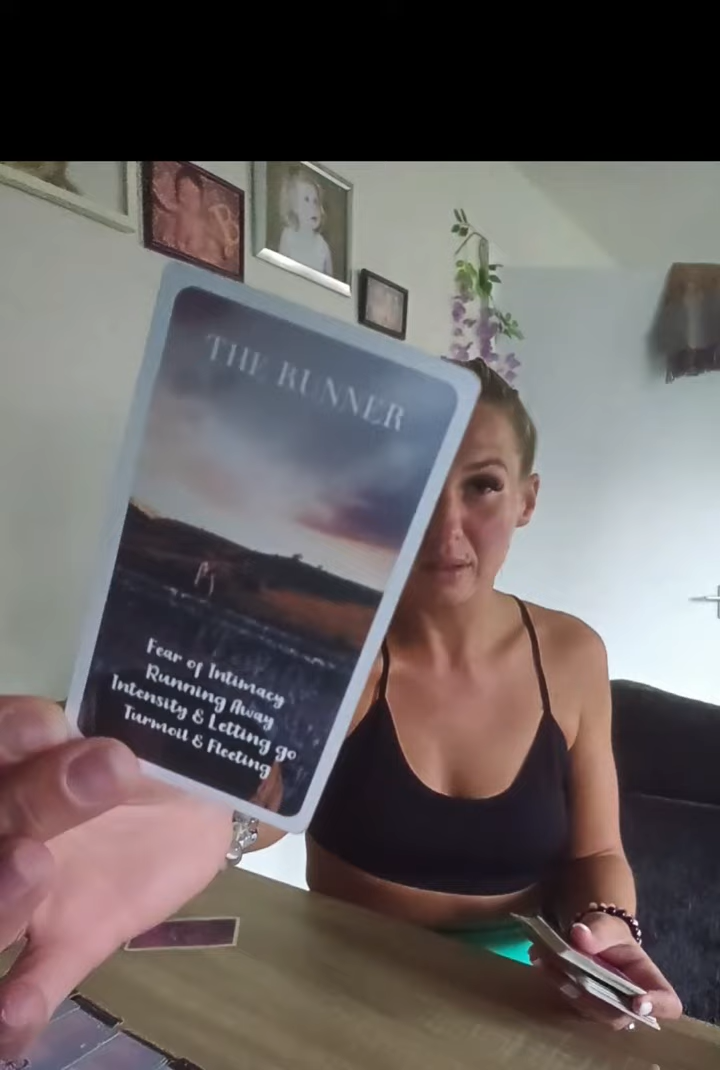 THE RUNNER
Fear of Intimacy
Running Away
Intensity & Letting go
Turmoil & Fleeting